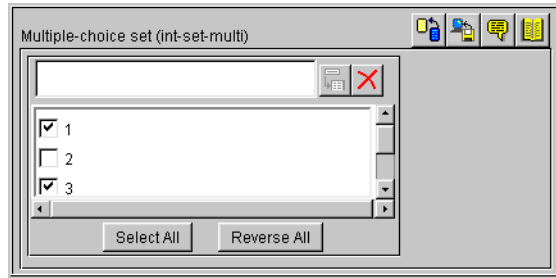 Multiple-choice set (int-set-multi)
1
2
3
Select All
Reverse All